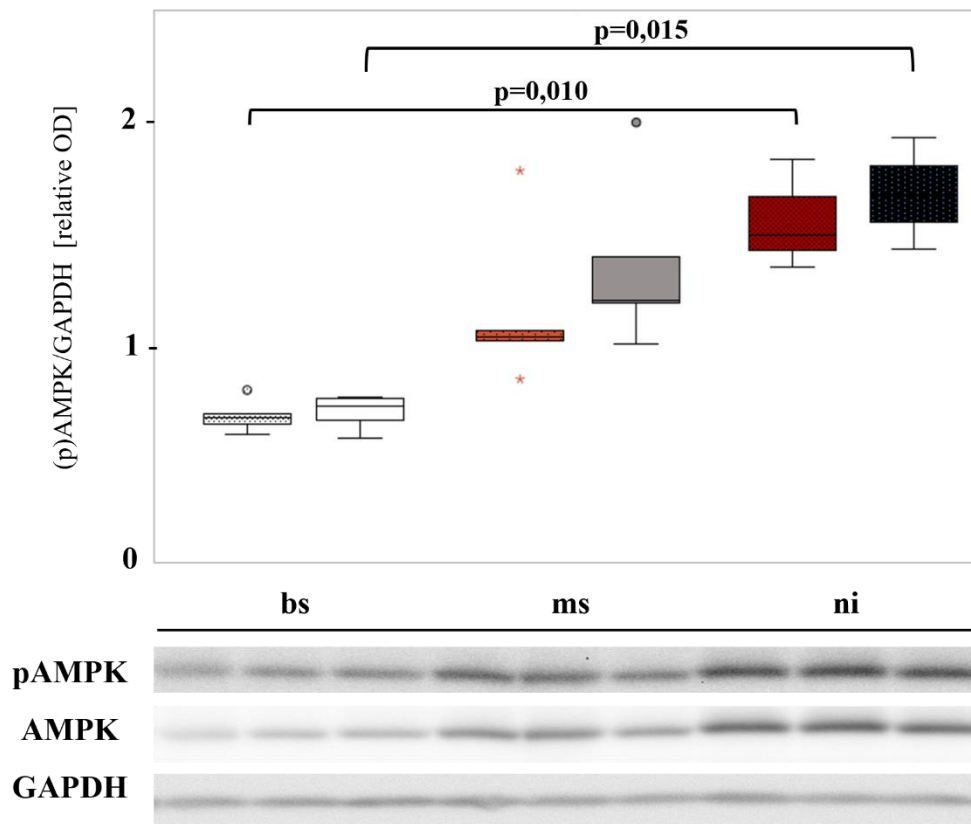 p=0,015
p=0,010
(p)AMPK/GAPDH [relative OD]
2
1
0
bs ms ni
pAMPK
AMPK
GAPDH